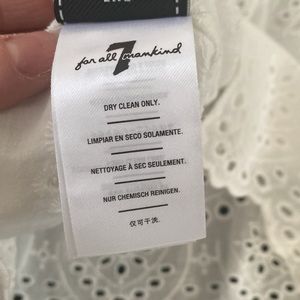 for all 7 mankind
DRY CLEAN ONLY.
LIMPIAR EN SECO SOLAMENTE.
NETTOYAGE À SEC SEULEMENT.
NUR CHEMISCH REINIGEN.
仅可干洗.